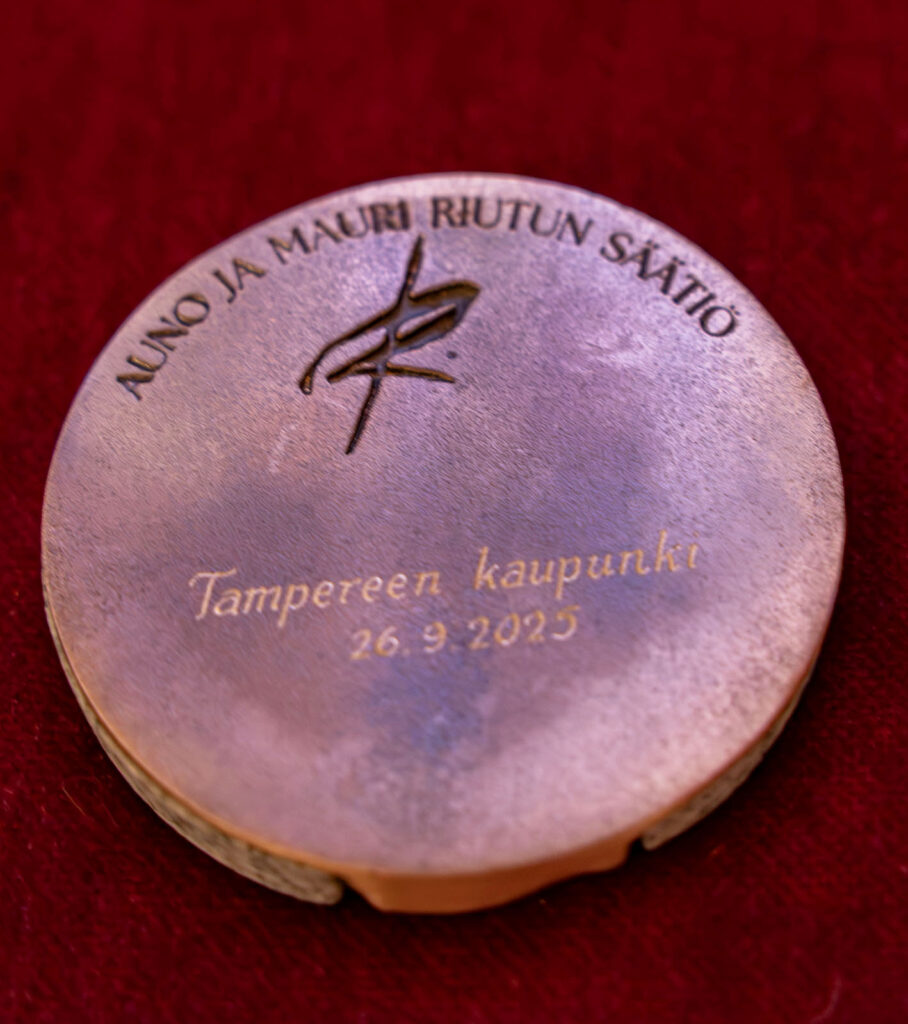 AUNO JA MAURI RIUTUN SÄÄTIÖ
R.
Tampereen kaupunki
26.9.2025